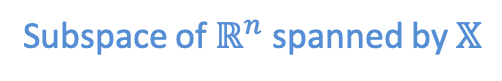 Subspace of ℝⁿ spanned by 𝕏